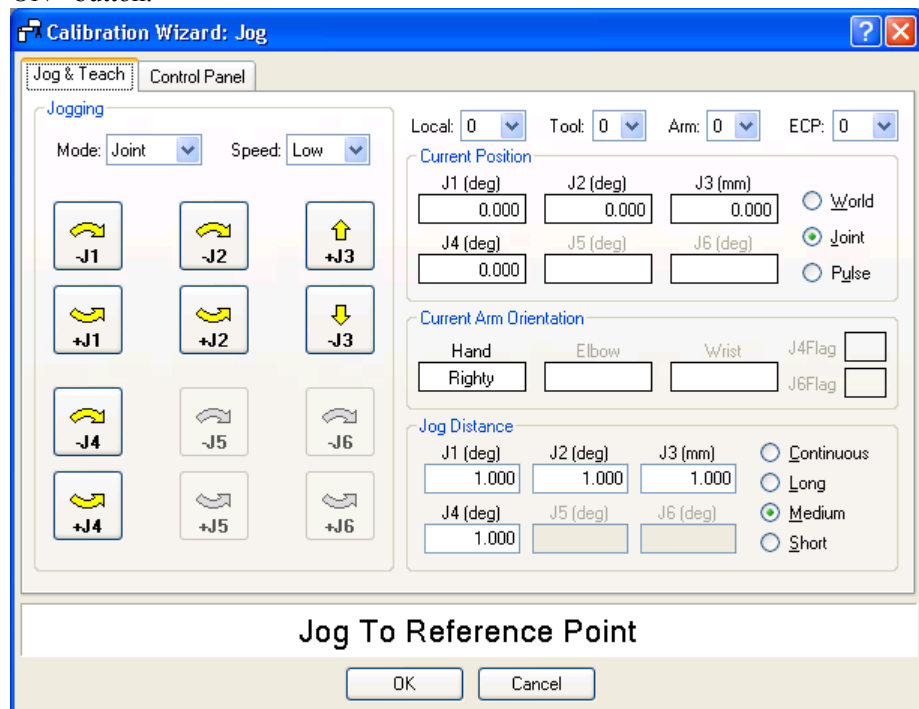 Calibration Wizard: Jog
Jog & Teach Control Panel
Jogging
Mode: Joint Speed: Low
-J1 -J2 +J3
+J1 +J2 -J3
-J4 -J5 -J6
+J4 +J5 +J6
Local: 0 Tool: 0 Arm: 0 ECP: 0
Current Position
J1 (deg) J2 (deg) J3 (mm)
0.000 0.000 0.000
J4 (deg) J5 (deg) J6 (deg)
0.000
World
Joint
Pulse
Current Arm Orientation
Hand Elbow Wrist J4Flag
Righty J6Flag
Jog Distance
J1 (deg) J2 (deg) J3 (mm)
1.000 1.000 1.000
J4 (deg) J5 (deg) J6 (deg)
1.000
Continuous
Long
Medium
Short
Jog To Reference Point
OK Cancel